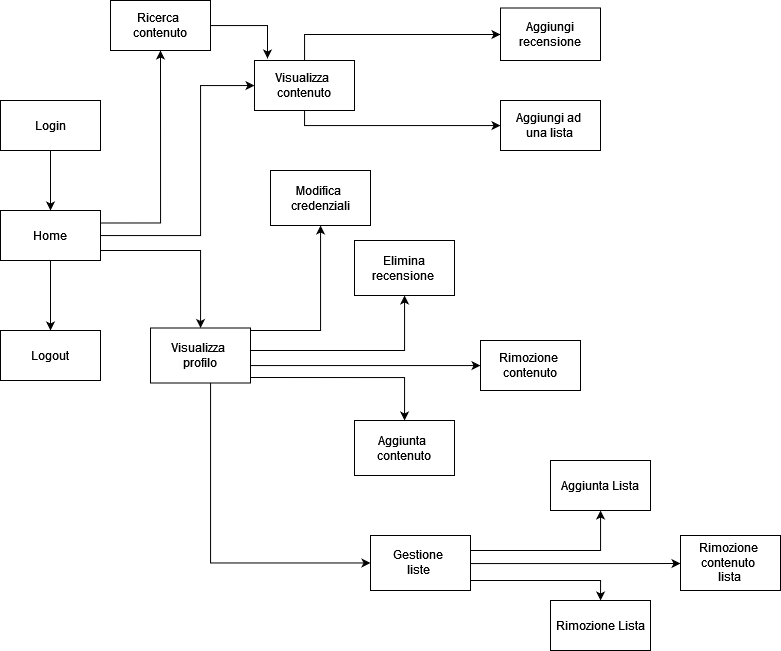 Ricerca
contenuto
Aggiungi
recensione
Visualizza
contenuto
Login
Aggiungi ad
una lista
Modifica
credenziali
Home
Elimina
recensione
Logout
Visualizza
profilo
Rimozione
contenuto
Aggiunta
contenuto
Aggiunta Lista
Gestione
liste
Rimozione
contenuto
lista
Rimozione Lista